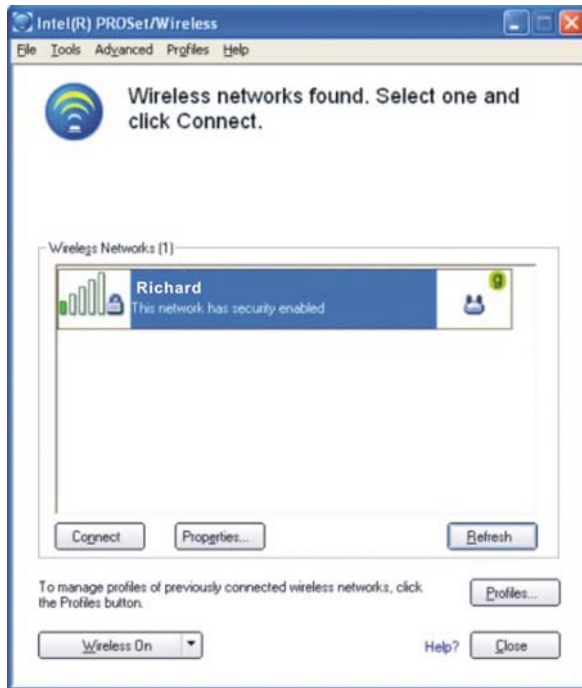 Intel(R) PROSet/Wireless
File Tools Advanced Profiles Help
Wireless networks found. Select one and
click Connect.
Wireless Networks (1)
Richard
This network has security enabled
g
Connect Properties... Refresh
To manage profiles of previously connected wireless networks, click
the Profiles button.
Profiles...
Wireless On Help? Close